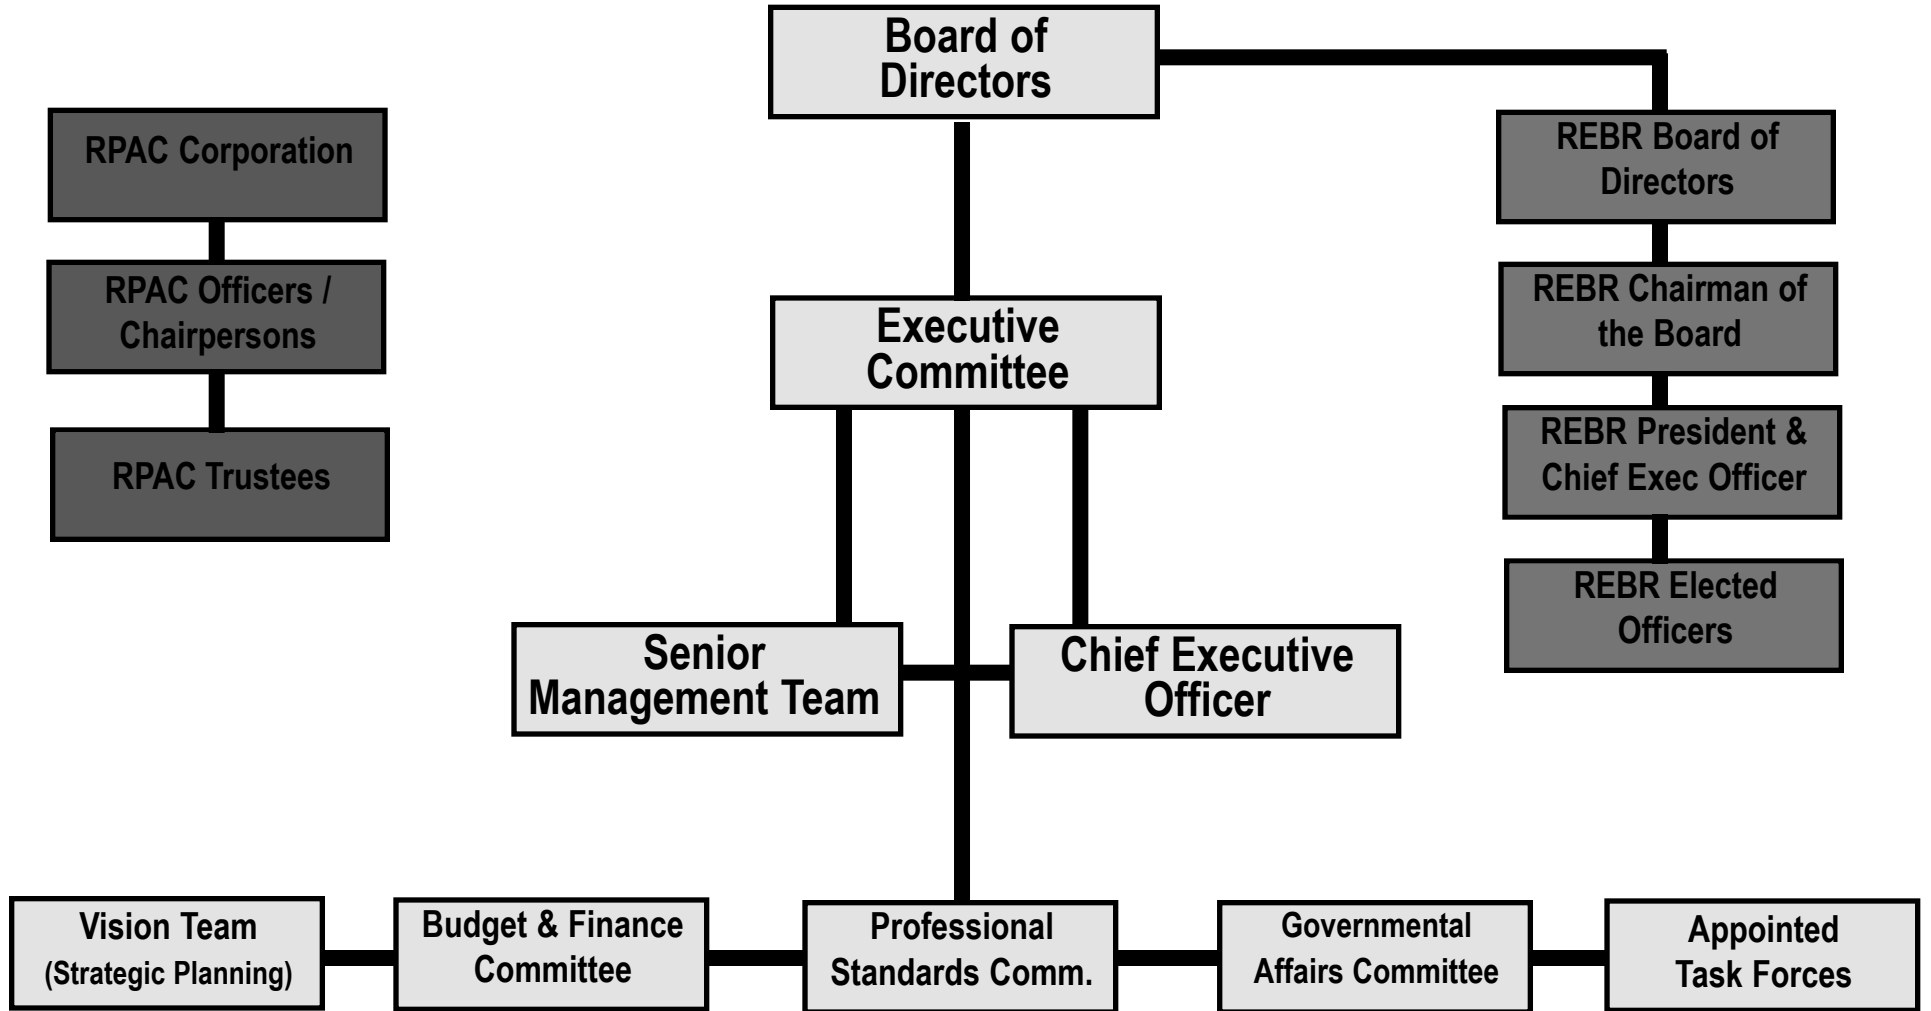 Board of
Directors
RPAC Corporation
RPAC Officers /
Chairpersons
RPAC Trustees
REBR Board of
Directors
REBR Chairman of
the Board
REBR President &
Chief Exec Officer
REBR Elected
Officers
Executive
Committee
Senior
Management Team
Chief Executive
Officer
Vision Team
(Strategic Planning)
Budget & Finance
Committee
Professional
Standards Comm.
Governmental
Affairs Committee
Appointed
Task Forces